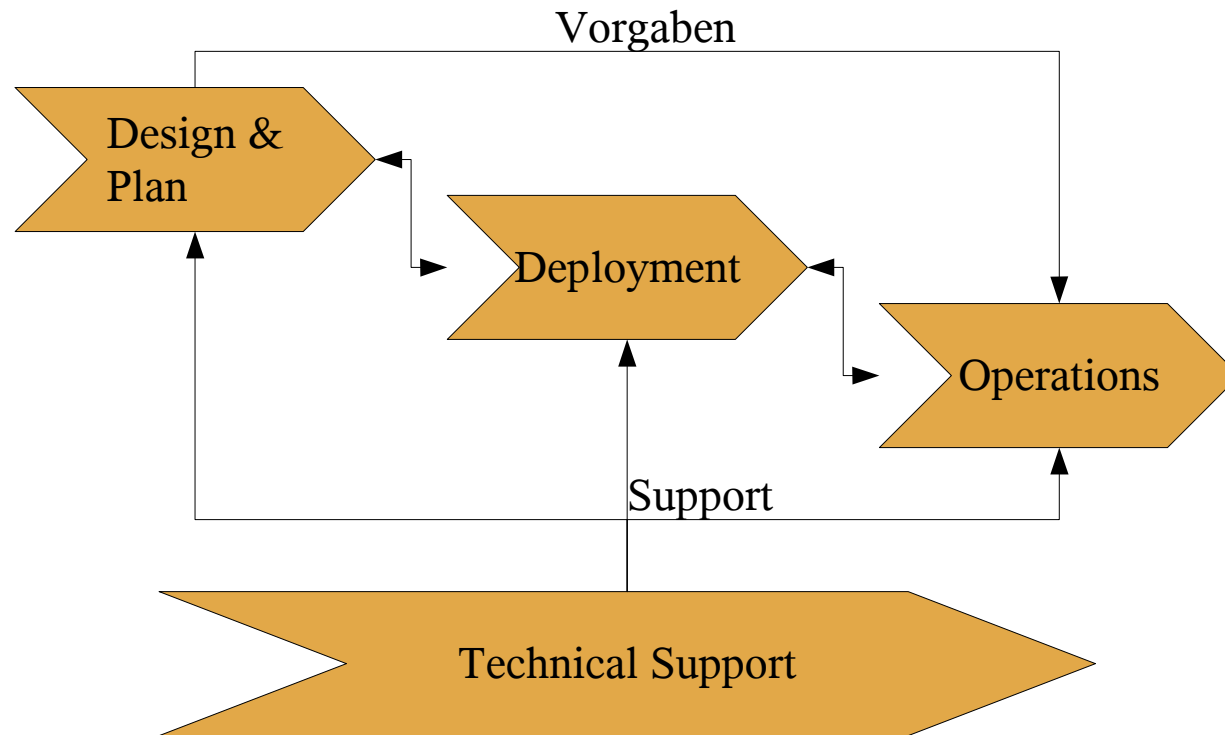 Vorgaben
Design &
Plan
Deployment
Operations
Support
Technical Support